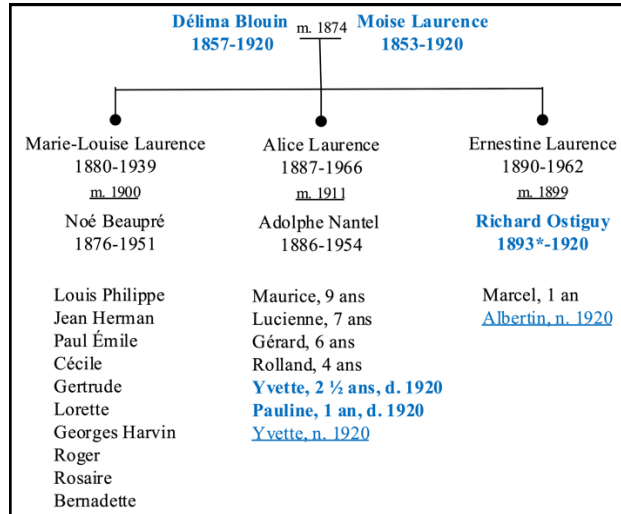 Délima Blouin m. 1874 Moise Laurence
1857-1920 1853-1920
Marie-Louise Laurence
1880-1939
m. 1900
Noé Beaupré
1876-1951
Louis Philippe
Jean Herman
Paul Émile
Cécile
Gertrude
Lorette
Georges Harvin
Roger
Rosaire
Bernadette
Alice Laurence
1887-1966
m. 1911
Adolphe Nantel
1886-1954
Maurice, 9 ans
Lucienne, 7 ans
Gérard, 6 ans
Rolland, 4 ans
Yvette, 2 ½ ans, d. 1920
Pauline, 1 an, d. 1920
Yvette, n. 1920
Ernestine Laurence
1890-1962
m. 1899
Richard Ostiguy
1893*-1920
Marcel, 1 an
Albertin, n. 1920